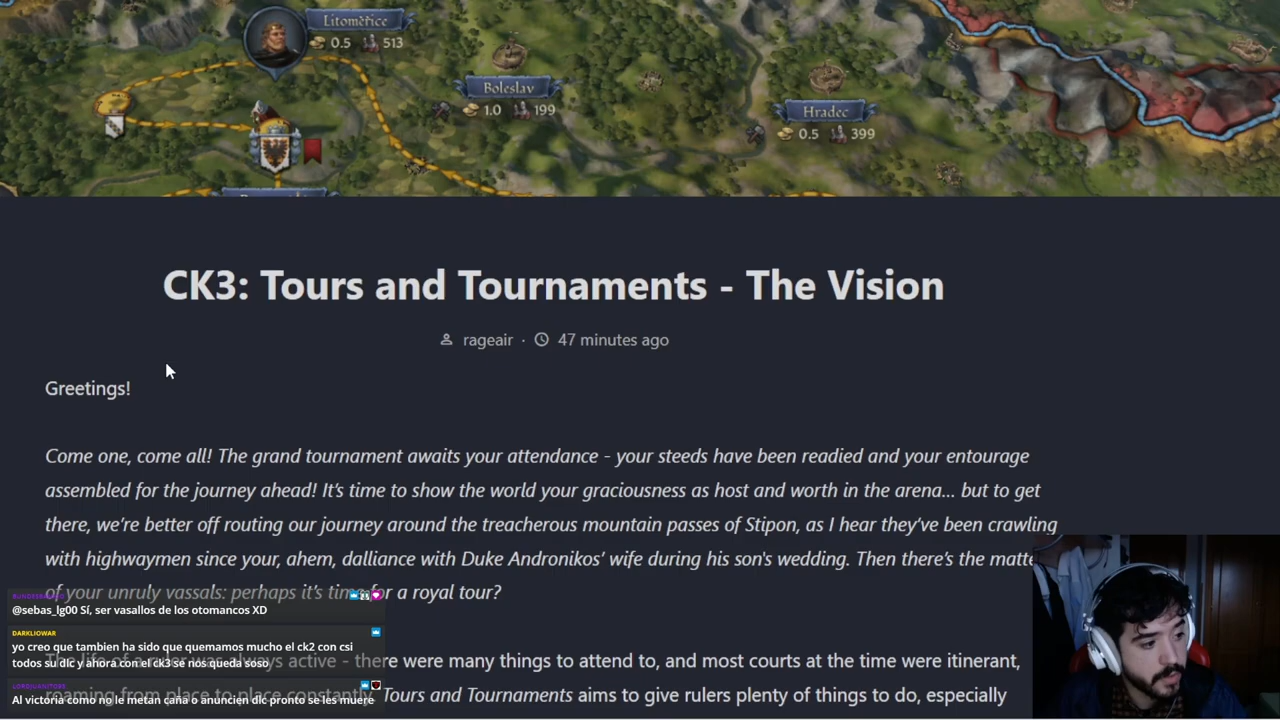 Litoměřice
0.5 513
Boleslav
1.0 199
Hradec
0.5 399
CK3: Tours and Tournaments - The Vision
rageair · 47 minutes ago
Greetings!
Come one, come all! The grand tournament awaits your attendance - your steeds have been readied and your entourage
assembled for the journey ahead! It's time to show the world your graciousness as host and worth in the arena... but to get
there, we're better off routing our journey around the treacherous mountain passes of Stipon, as I hear they've been crawling
with highwaymen since your, ahem, dalliance with Duke Andronikos' wife during his son's wedding. Then there's the matte
of your unruly vassals: perhaps it's time for a royal tour?
The life of a ruler was always active - there were many things to attend to, and most courts at the time were itinerant,
roaming from place to place constantly. Tours and Tournaments aims to give rulers plenty of things to do, especially
@sebas_lg00 Sí, ser vasallos de los otomancos XD
DARKLIOWAR
yo creo que tambien ha sido que quemamos mucho el ck2 con csi
todos su dlc y ahora con el ck3 se nos queda soso
Al victoria como no le metan caña o anuncien dlc pronto se les muere